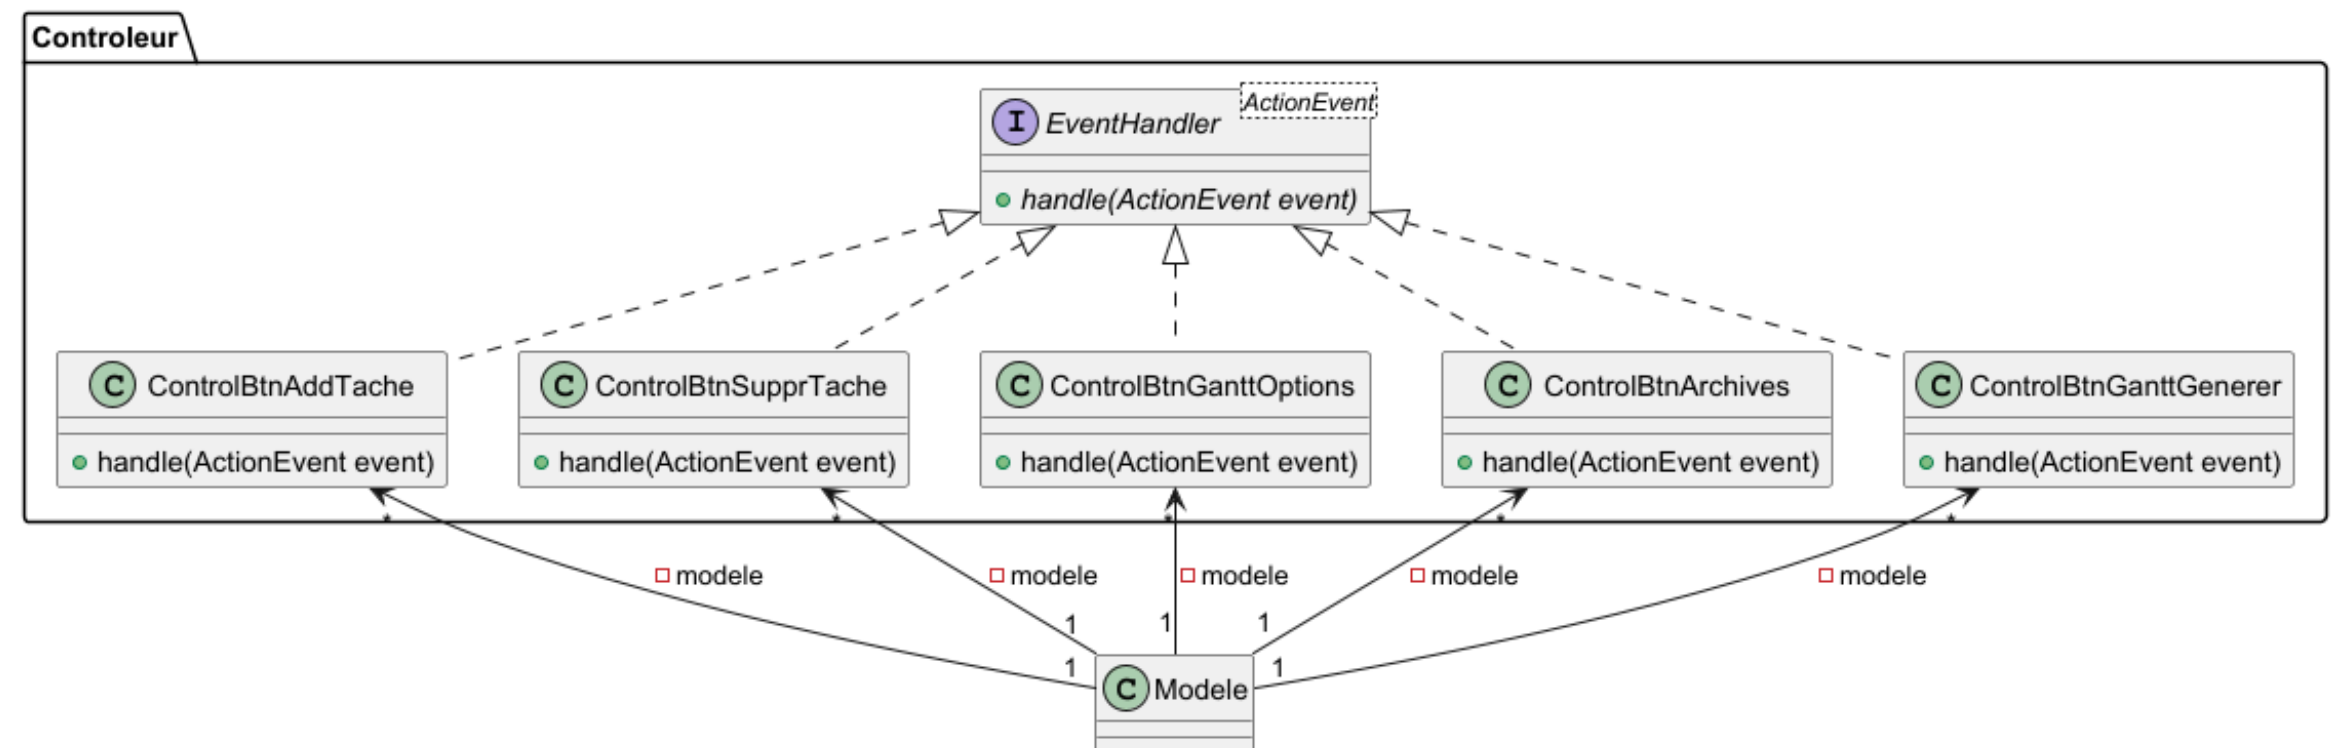 Controleur
ActionEvent
I EventHandler
handle(ActionEvent event)
C ControlBtnAddTache
handle(ActionEvent event)
C ControlBtnSupprTache
handle(ActionEvent event)
C ControlBtnGanttOptions
handle(ActionEvent event)
C ControlBtnArchives
handle(ActionEvent event)
C ControlBtnGanttGenerer
handle(ActionEvent event)
* * * * *
modele modele modele modele modele
1 1 1
1 1
C Modele